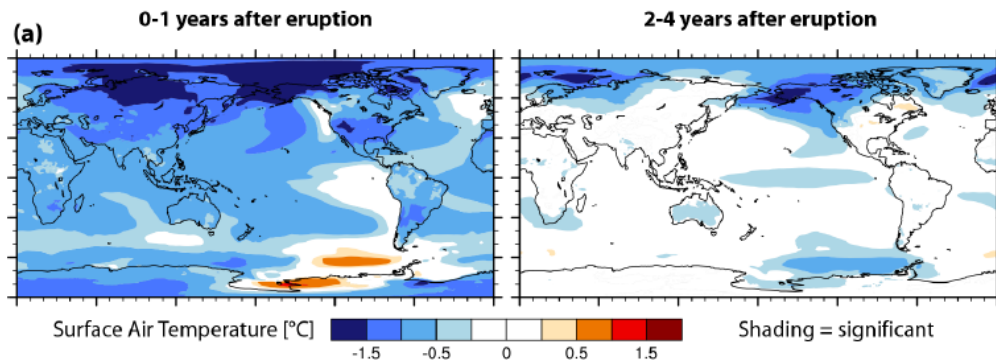 (a)
0-1 years after eruption
2-4 years after eruption
Surface Air Temperature [°C]
-1.5 -0.5 0 0.5 1.5
Shading = significant